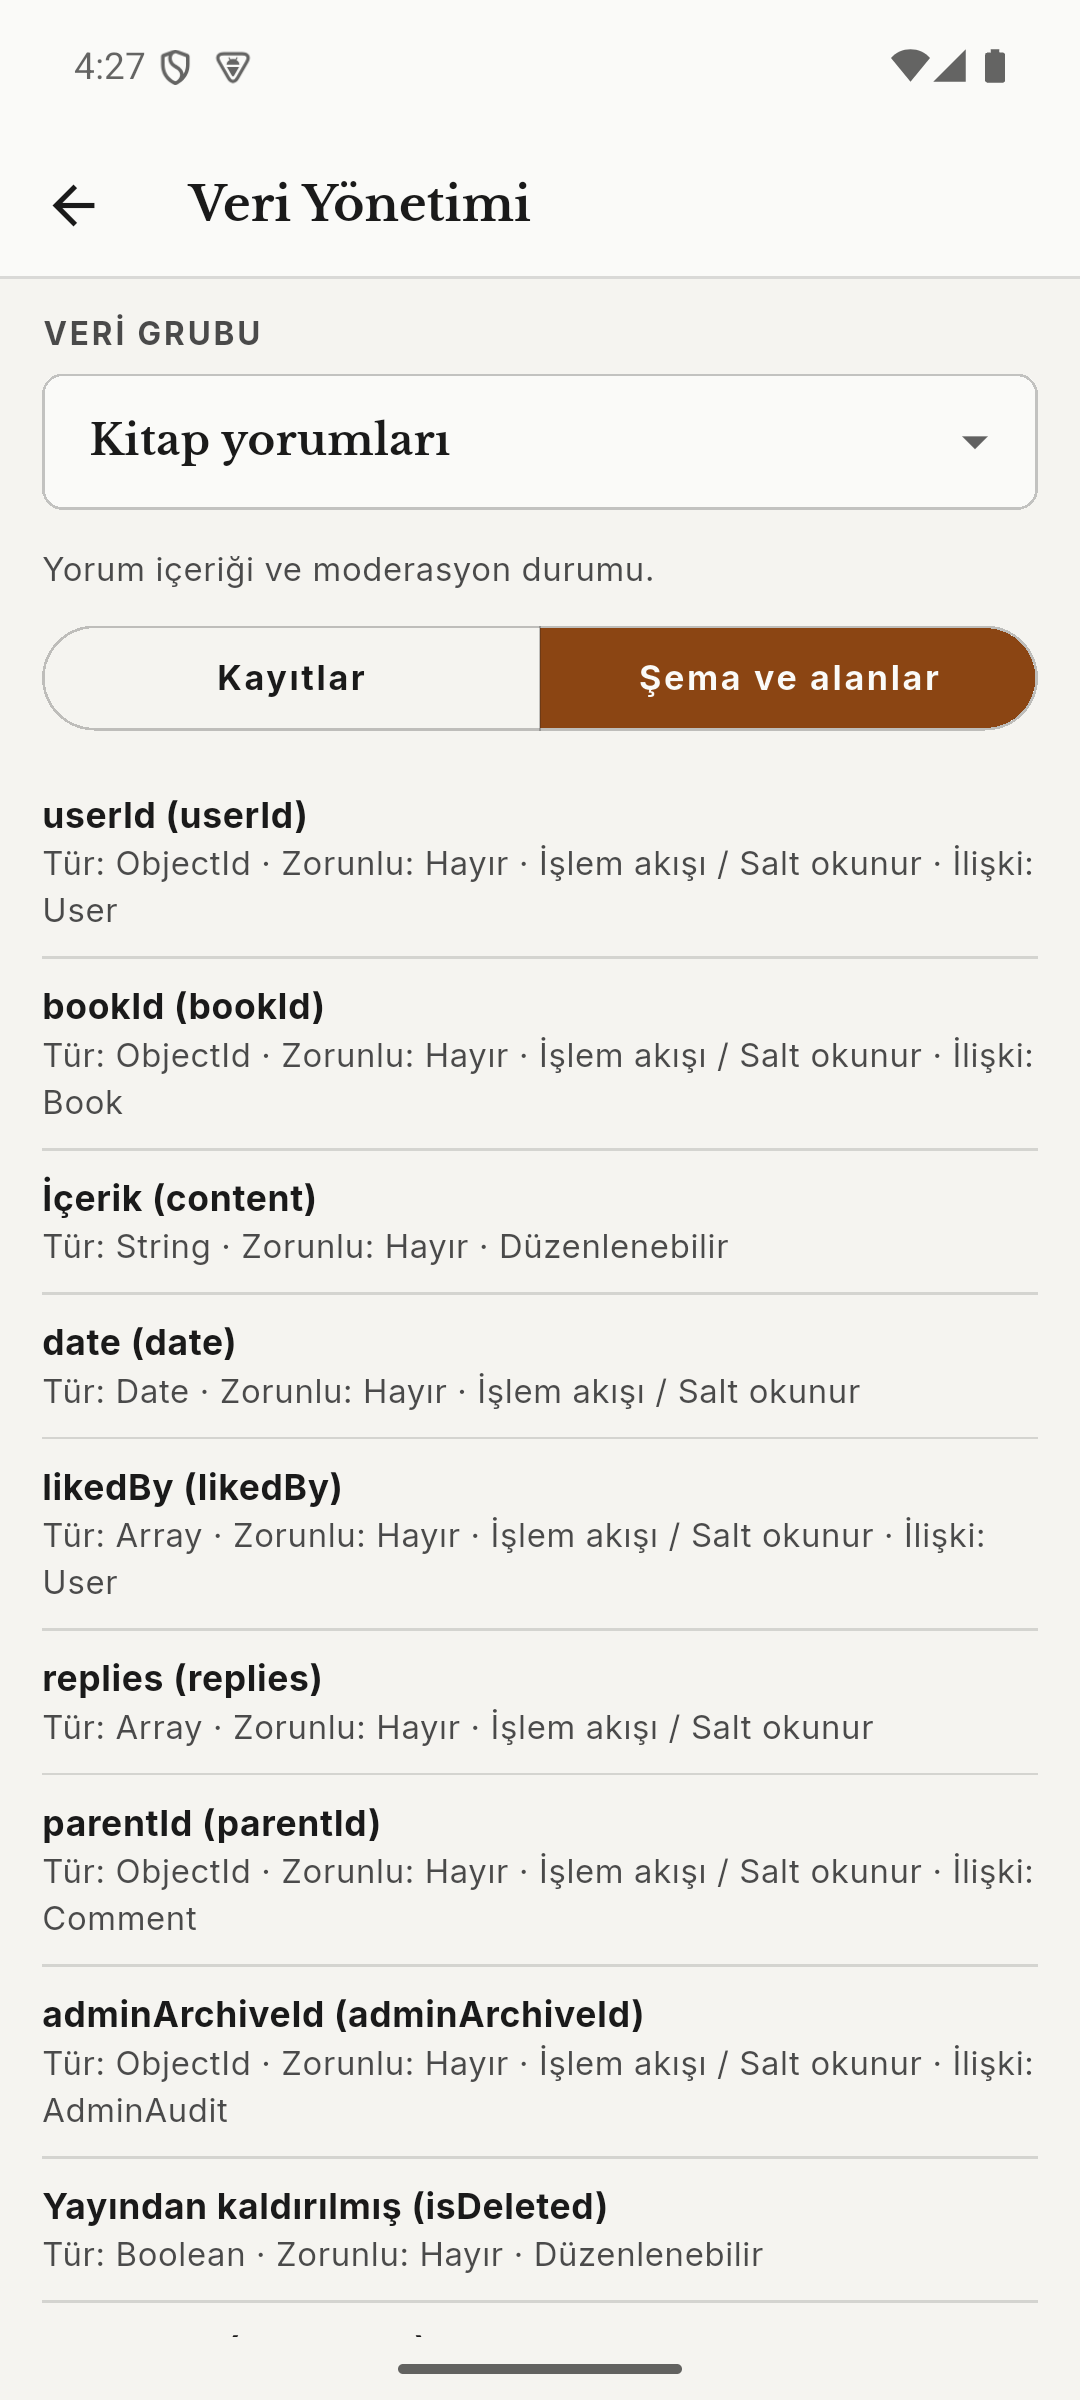 4:27
Veri Yönetimi
VERİ GRUBU
Kitap yorumları
Yorum içeriği ve moderasyon durumu.
Kayıtlar
Şema ve alanlar
userId (userId)
Tür: ObjectId · Zorunlu: Hayır · İşlem akışı / Salt okunur · İlişki:
User
bookId (bookId)
Tür: ObjectId · Zorunlu: Hayır · İşlem akışı / Salt okunur · İlişki:
Book
İçerik (content)
Tür: String · Zorunlu: Hayır · Düzenlenebilir
date (date)
Tür: Date · Zorunlu: Hayır · İşlem akışı / Salt okunur
likedBy (likedBy)
Tür: Array · Zorunlu: Hayır · İşlem akışı / Salt okunur · İlişki:
User
replies (replies)
Tür: Array · Zorunlu: Hayır · İşlem akışı / Salt okunur
parentId (parentId)
Tür: ObjectId · Zorunlu: Hayır · İşlem akışı / Salt okunur · İlişki:
Comment
adminArchiveId (adminArchiveId)
Tür: ObjectId · Zorunlu: Hayır · İşlem akışı / Salt okunur · İlişki:
AdminAudit
Yayından kaldırılmış (isDeleted)
Tür: Boolean · Zorunlu: Hayır · Düzenlenebilir